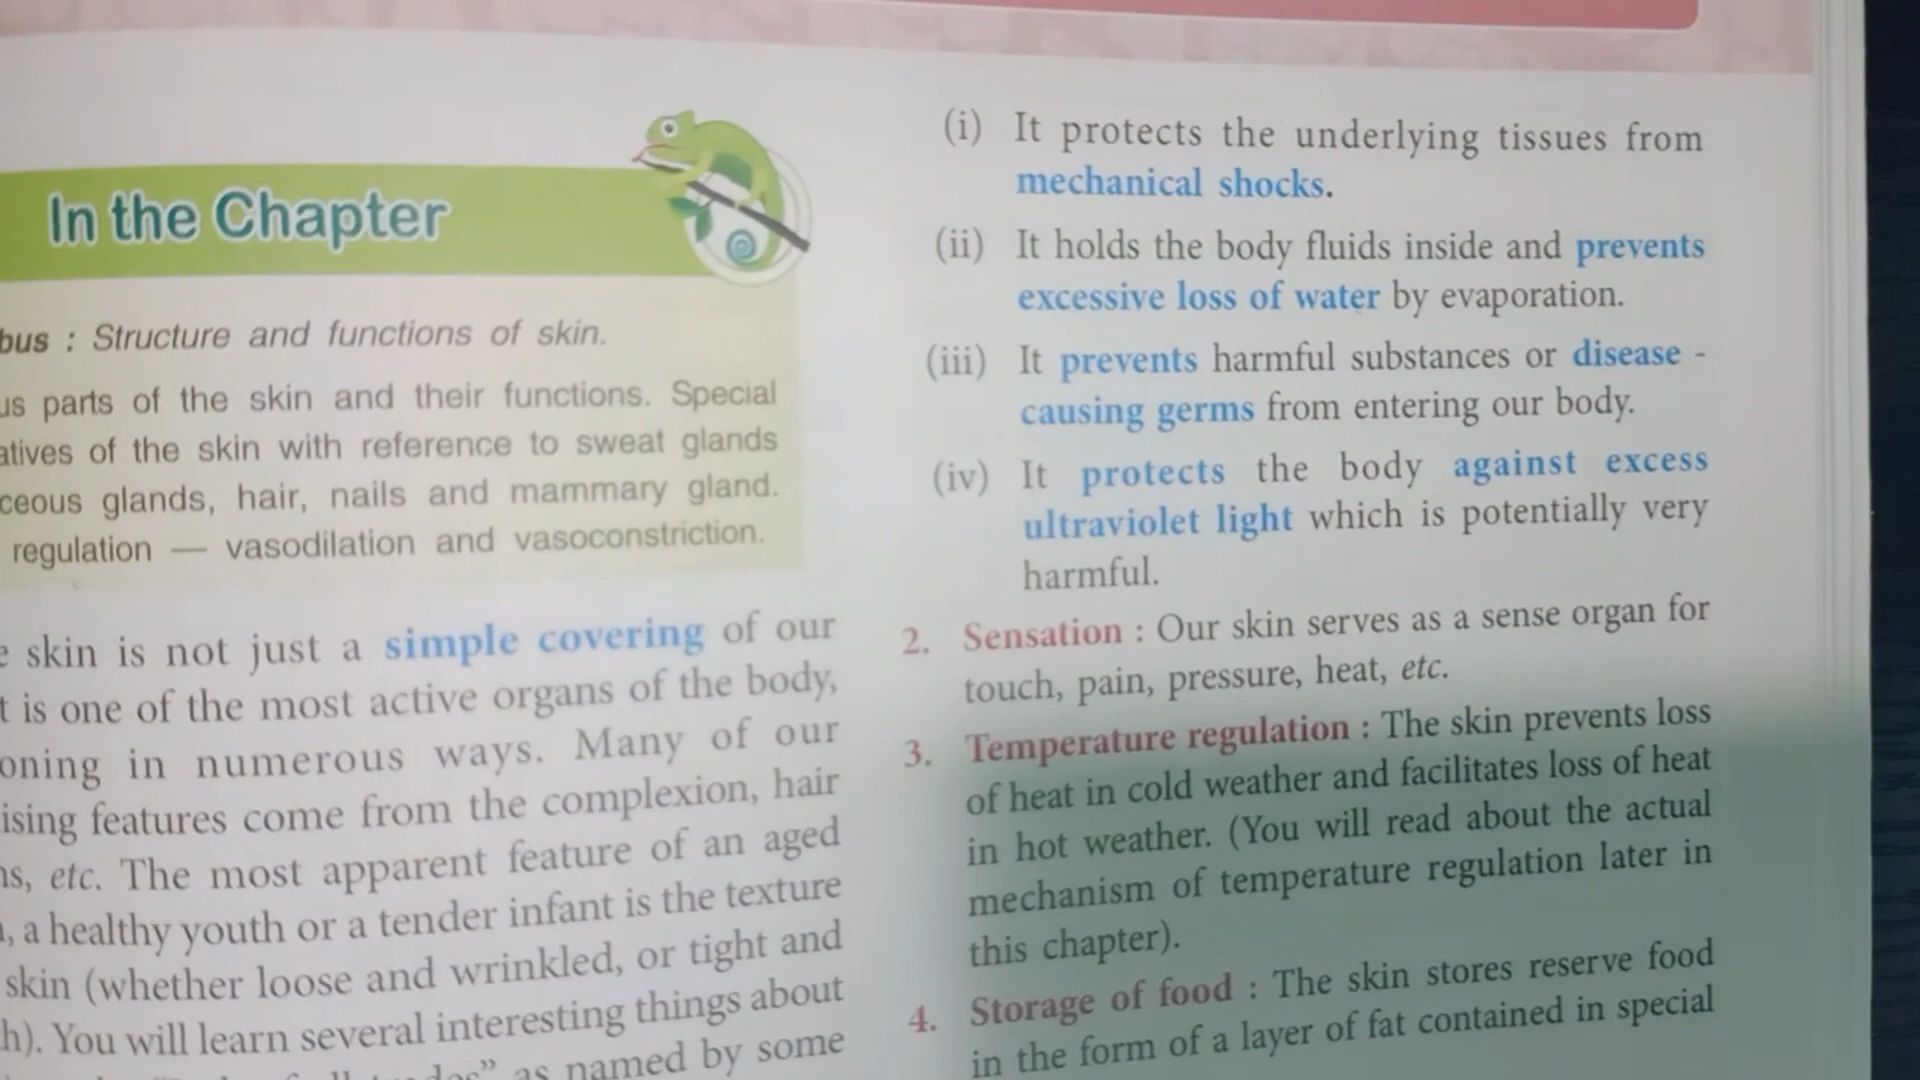 In the Chapter
: Structure and functions of skin.
parts of the skin and their functions. Special
of the skin with reference to sweat glands
glands, hair, nails and mammary gland.
regulation — vasodilation and vasoconstriction.
skin is not just a simple covering of our
is one of the most active organs of the body,
in numerous ways. Many of our
features come from the complexion, hair
etc. The most apparent feature of an aged
, a healthy youth or a tender infant is the texture
skin (whether loose and wrinkled, or tight and
h). You will learn several interesting things about
as named by some
(i) It protects the underlying tissues from
mechanical shocks.
(ii) It holds the body fluids inside and prevents
excessive loss of water by evaporation.
(iii) It prevents harmful substances or disease -
causing germs from entering our body.
(iv) It protects the body against excess
ultraviolet light which is potentially very
harmful.
2. Sensation : Our skin serves as a sense organ for
touch, pain, pressure, heat, etc.
3. Temperature regulation : The skin prevents loss
of heat in cold weather and facilitates loss of heat
in hot weather. (You will read about the actual
mechanism of temperature regulation later in
this chapter).
4. Storage of food : The skin stores reserve food
in the form of a layer of fat contained in special